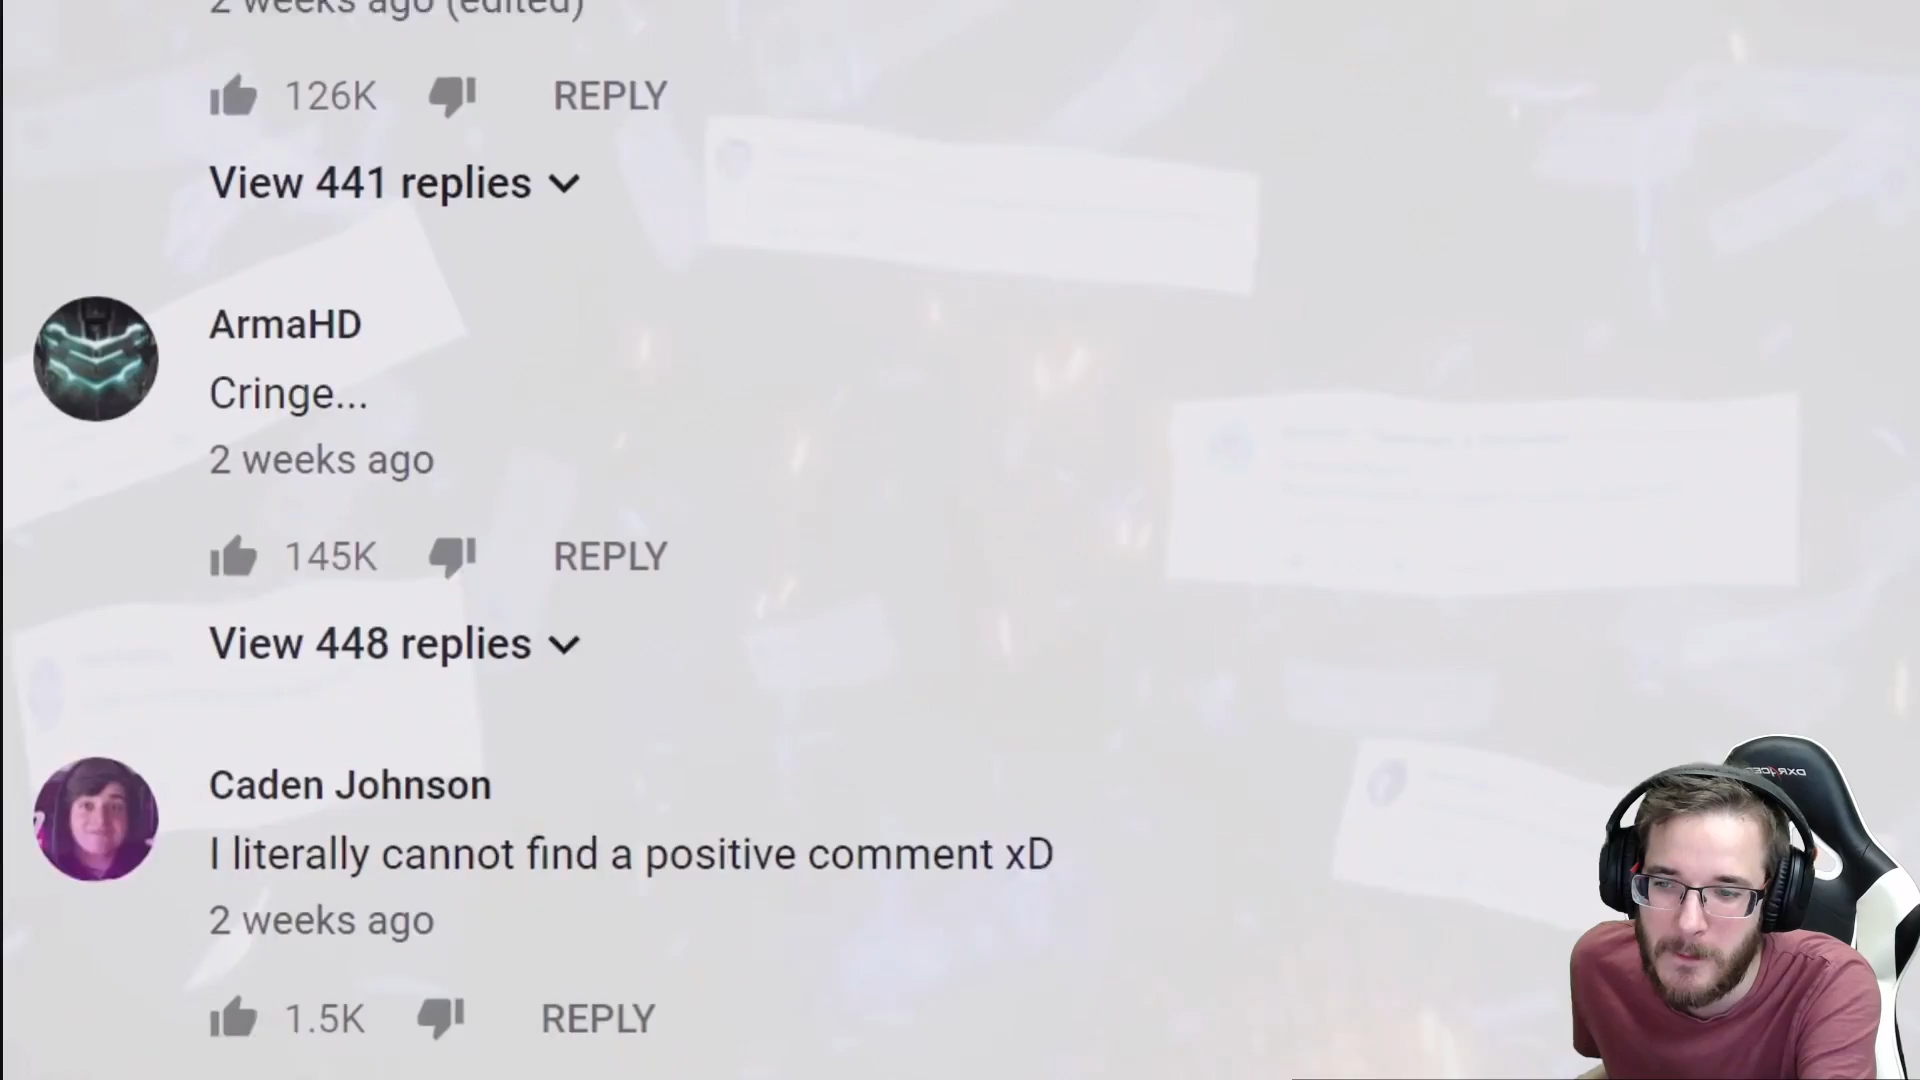 2 weeks ago (edited)
126K REPLY
View 441 replies
ArmaHD
Cringe...
2 weeks ago
145K REPLY
View 448 replies
Caden Johnson
I literally cannot find a positive comment xD
2 weeks ago
1.5K REPLY